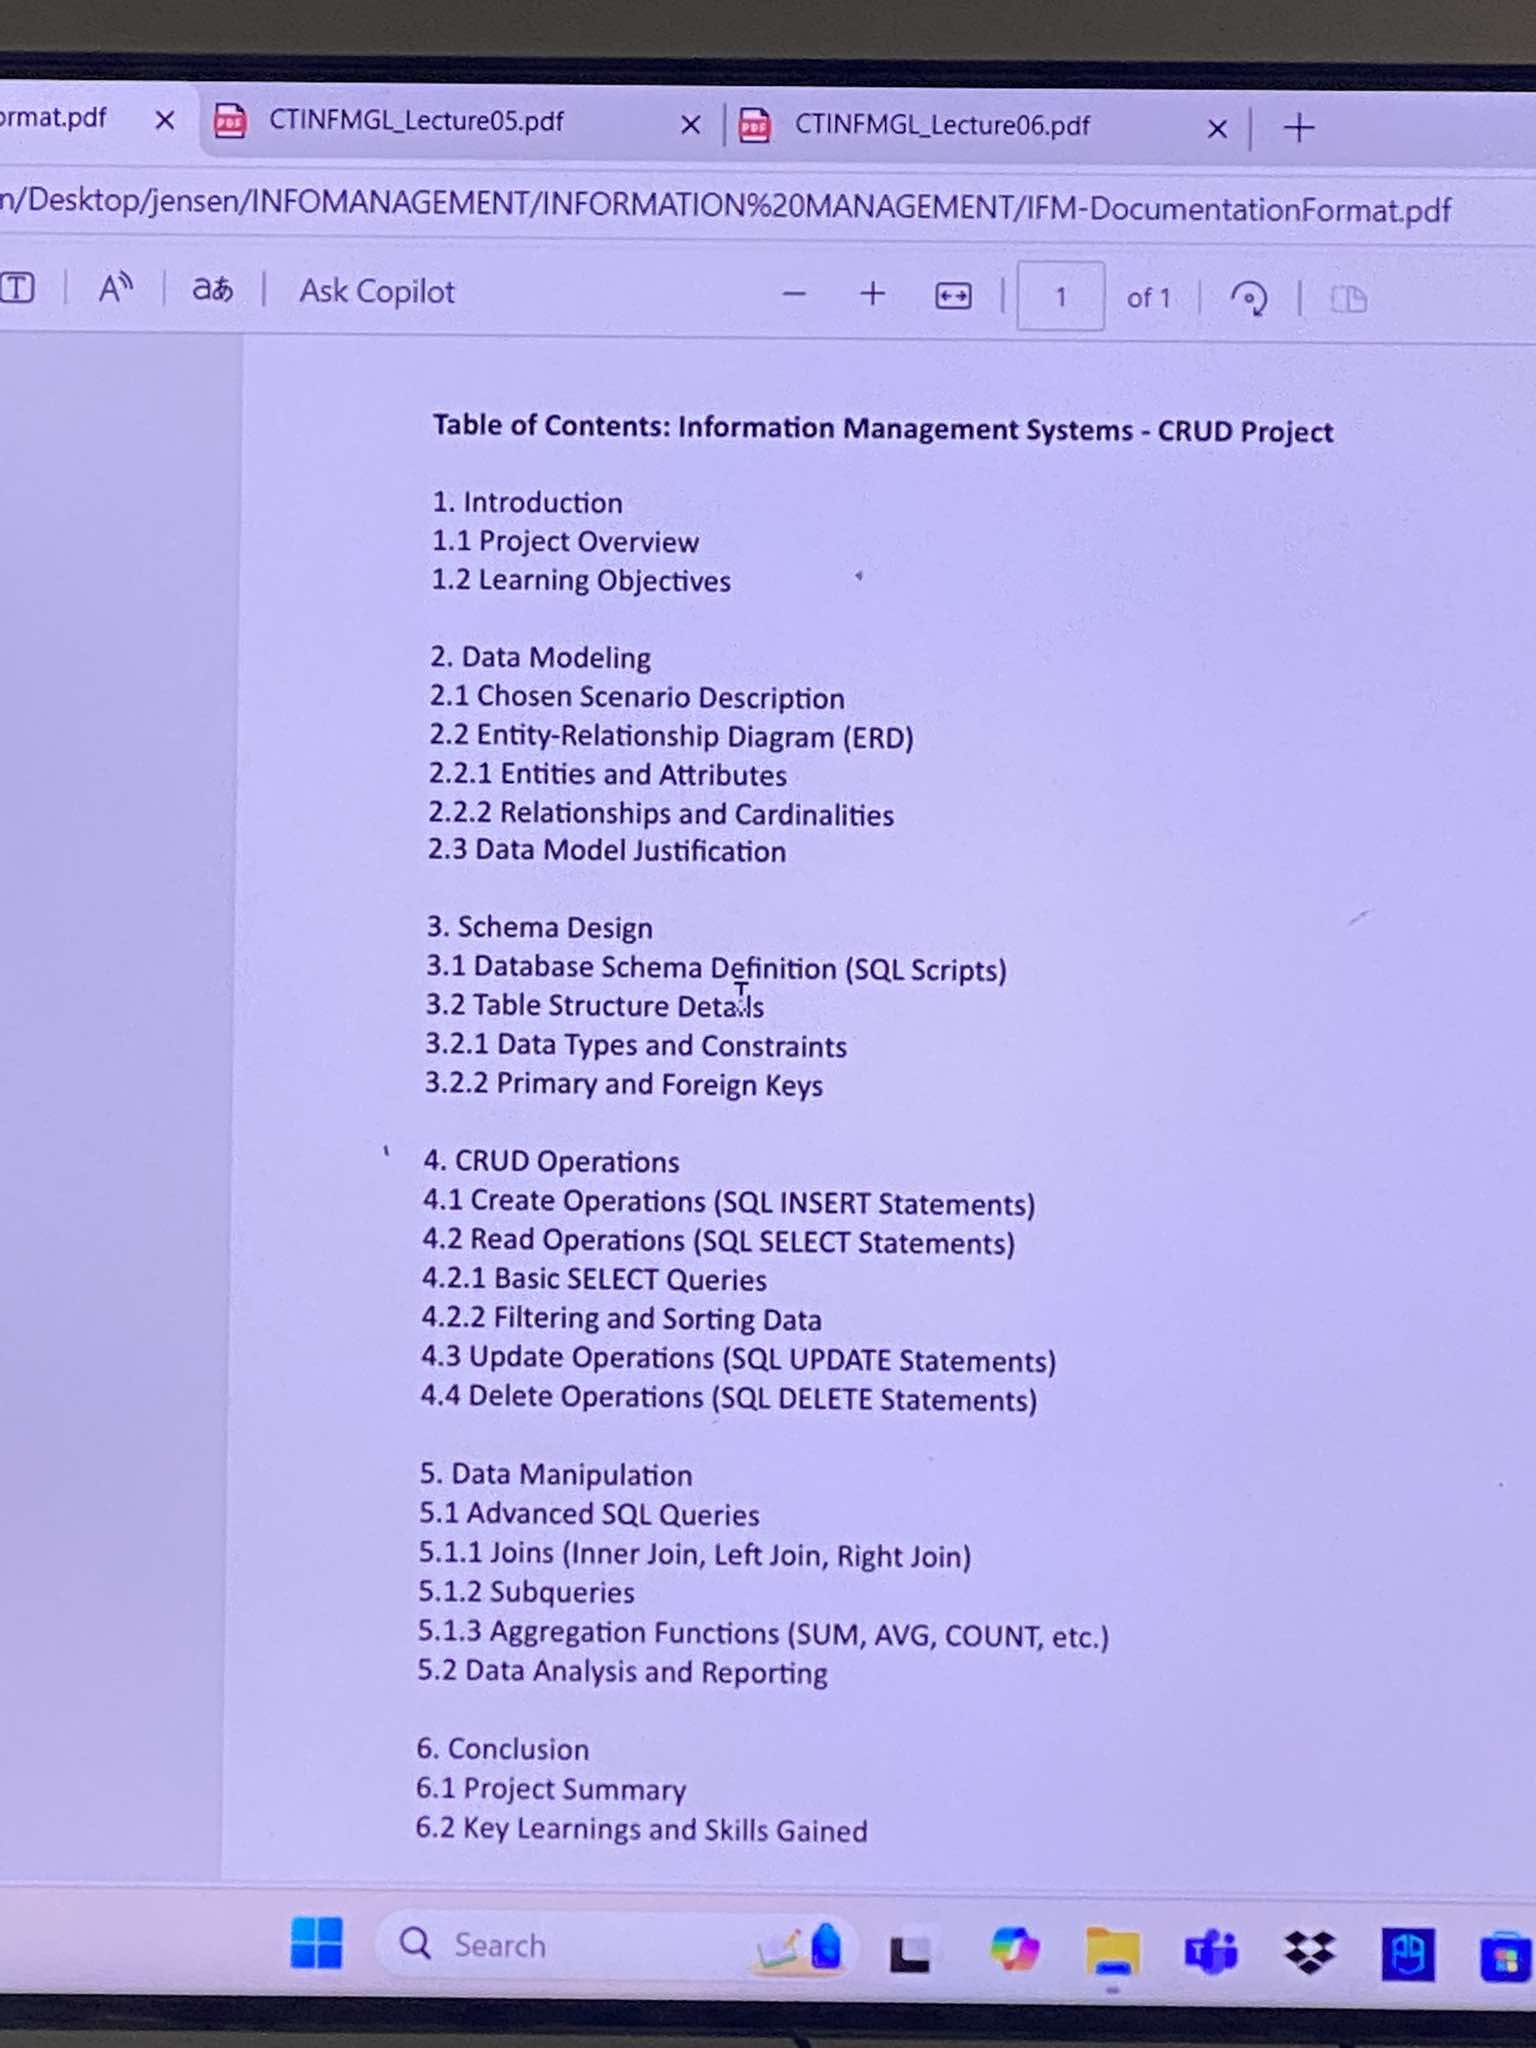 ormat.pdf
CTINFMGL_Lecture05.pdf
CTINFMGL_Lecture06.pdf
n/Desktop/jensen/INFOMANAGEMENT/INFORMATION%20MANAGEMENT/IFM-DocumentationFormat.pdf
aあ Ask Copilot 1 of 1
Table of Contents: Information Management Systems - CRUD Project
1. Introduction
1.1 Project Overview
1.2 Learning Objectives
2. Data Modeling
2.1 Chosen Scenario Description
2.2 Entity-Relationship Diagram (ERD)
2.2.1 Entities and Attributes
2.2.2 Relationships and Cardinalities
2.3 Data Model Justification
3. Schema Design
3.1 Database Schema Definition (SQL Scripts)
3.2 Table Structure Details
3.2.1 Data Types and Constraints
3.2.2 Primary and Foreign Keys
4. CRUD Operations
4.1 Create Operations (SQL INSERT Statements)
4.2 Read Operations (SQL SELECT Statements)
4.2.1 Basic SELECT Queries
4.2.2 Filtering and Sorting Data
4.3 Update Operations (SQL UPDATE Statements)
4.4 Delete Operations (SQL DELETE Statements)
5. Data Manipulation
5.1 Advanced SQL Queries
5.1.1 Joins (Inner Join, Left Join, Right Join)
5.1.2 Subqueries
5.1.3 Aggregation Functions (SUM, AVG, COUNT, etc.)
5.2 Data Analysis and Reporting
6. Conclusion
6.1 Project Summary
6.2 Key Learnings and Skills Gained
Search